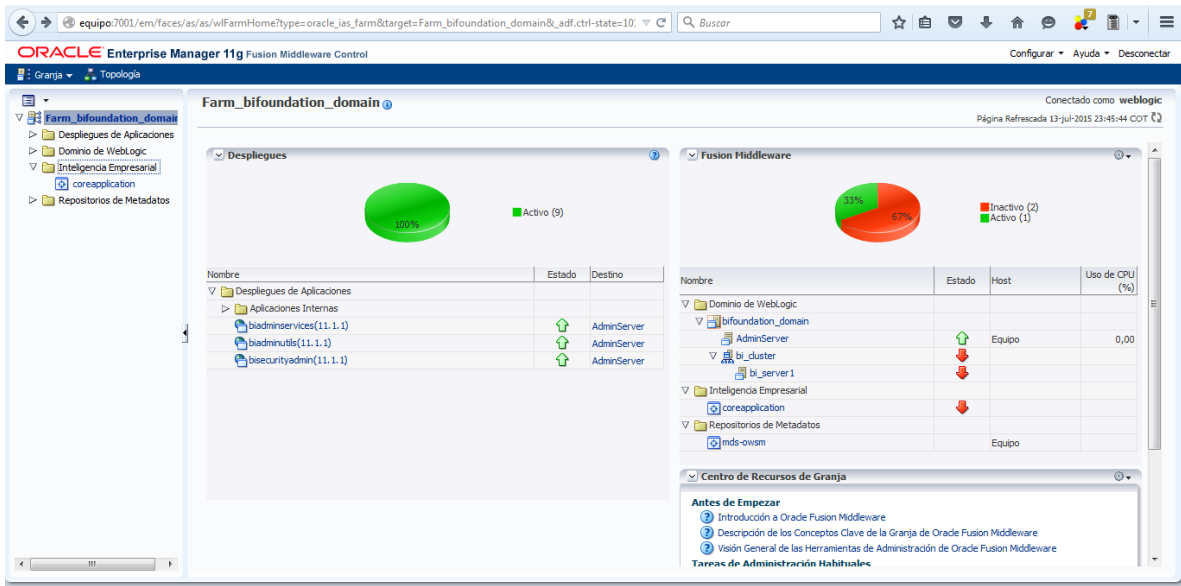 equipo:7001/em/faces/as/as/wlFarmHome?type=oracle_ias_farm&target=Farm_bifoundation_domain&_adf.ctrl-state=10:
Buscar
7
ORACLE Enterprise Manager 11g Fusion Middleware Control
Configurar Ayuda Desconectar
Granja Topología
Farm_bifoundation_domain
Despliegues de Aplicaciones
Dominio de WebLogic
Inteligencia Empresarial
coreapplication
Repositorios de Metadatos
Farm_bifoundation_domain
Conectado como weblogic
Página Refrescada 13-jul-2015 23:45:44 COT
Despliegues
100%
Activo (9)
Nombre Estado Destino
Despliegues de Aplicaciones
Aplicaciones Internas
biadminservices(11.1.1) AdminServer
biadminutils(11.1.1) AdminServer
bisecurityadmin(11.1.1) AdminServer
Fusion Middleware
33%
67%
Inactivo (2)
Activo (1)
Nombre Estado Host Uso de CPU (%)
Dominio de WebLogic
bifoundation_domain
AdminServer Equipo 0,00
bi_cluster
bi_server1
Inteligencia Empresarial
coreapplication
Repositorios de Metadatos
mds-owsm Equipo
Centro de Recursos de Granja
Antes de Empezar
Introducción a Oracle Fusion Middleware
Descripción de los Conceptos Clave de la Granja de Oracle Fusion Middleware
Visión General de las Herramientas de Administración de Oracle Fusion Middleware
Tareas de Administración Habituales